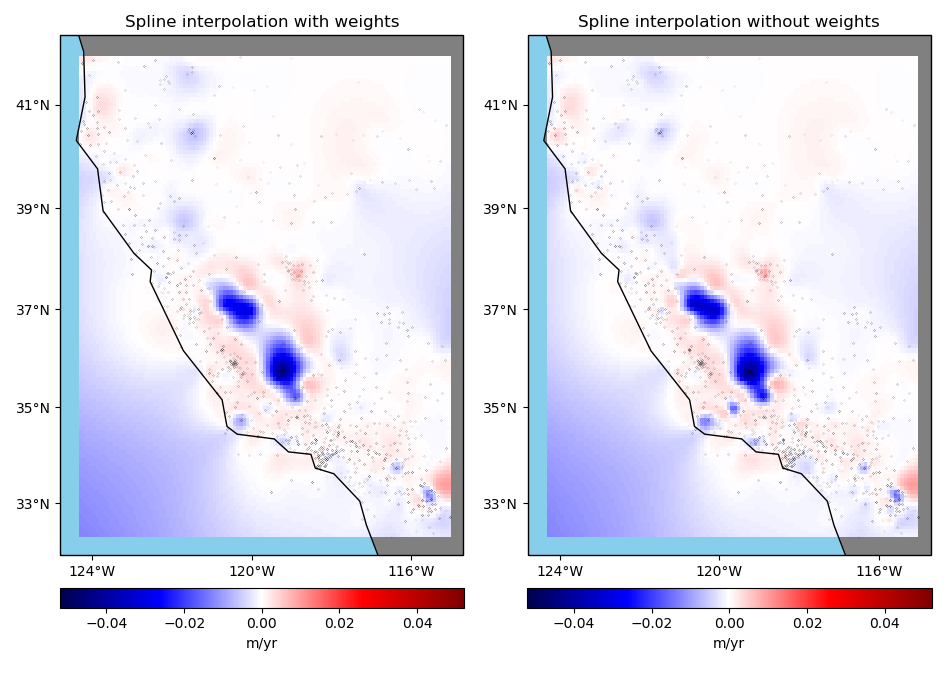 Spline interpolation with weights
41°N
39°N
37°N
35°N
33°N
124°W 120°W 116°W
−0.04 −0.02 0.00 0.02 0.04
m/yr
Spline interpolation without weights
41°N
39°N
37°N
35°N
33°N
124°W 120°W 116°W
−0.04 −0.02 0.00 0.02 0.04
m/yr